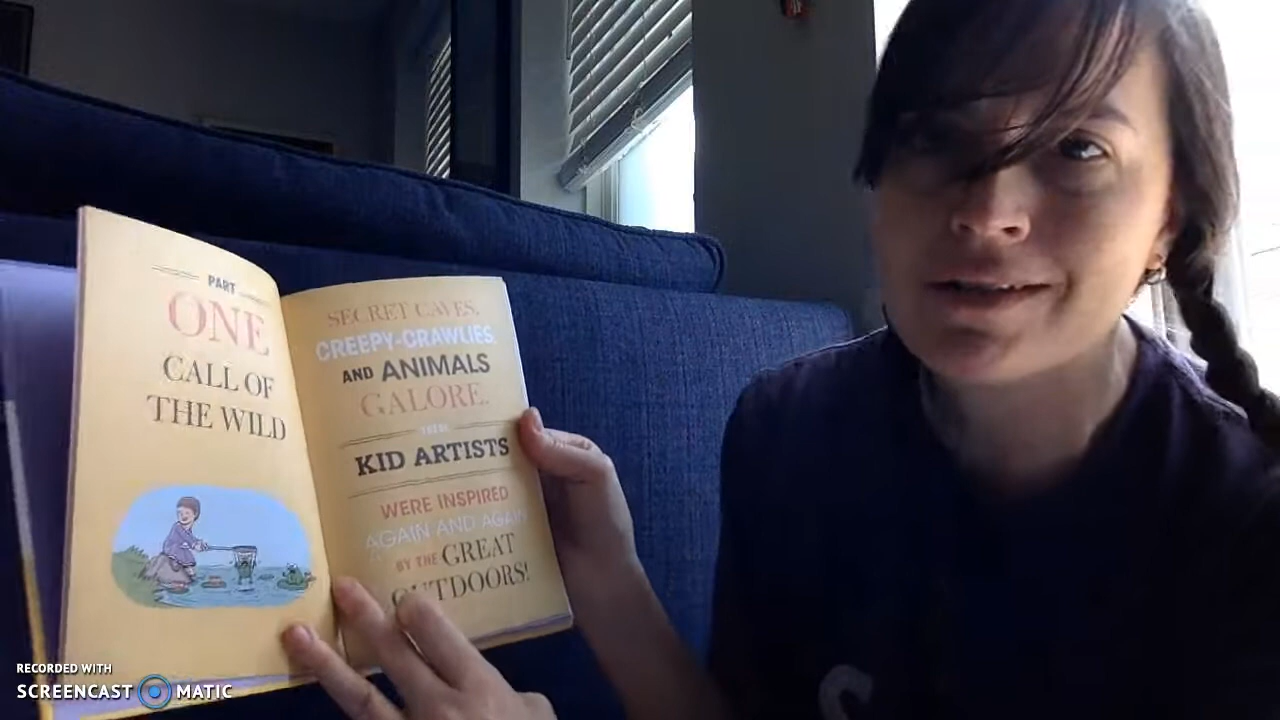 PART
ONE
CALL OF
THE WILD
SECRET CAVES,
CREEPY-CRAWLIES,
AND ANIMALS
GALORE.
THESE
KID ARTISTS
WERE INSPIRED
AGAIN AND AGAIN
BY THE GREAT
OUTDOORS!
RECORDED WITH
SCREENCAST MATIC